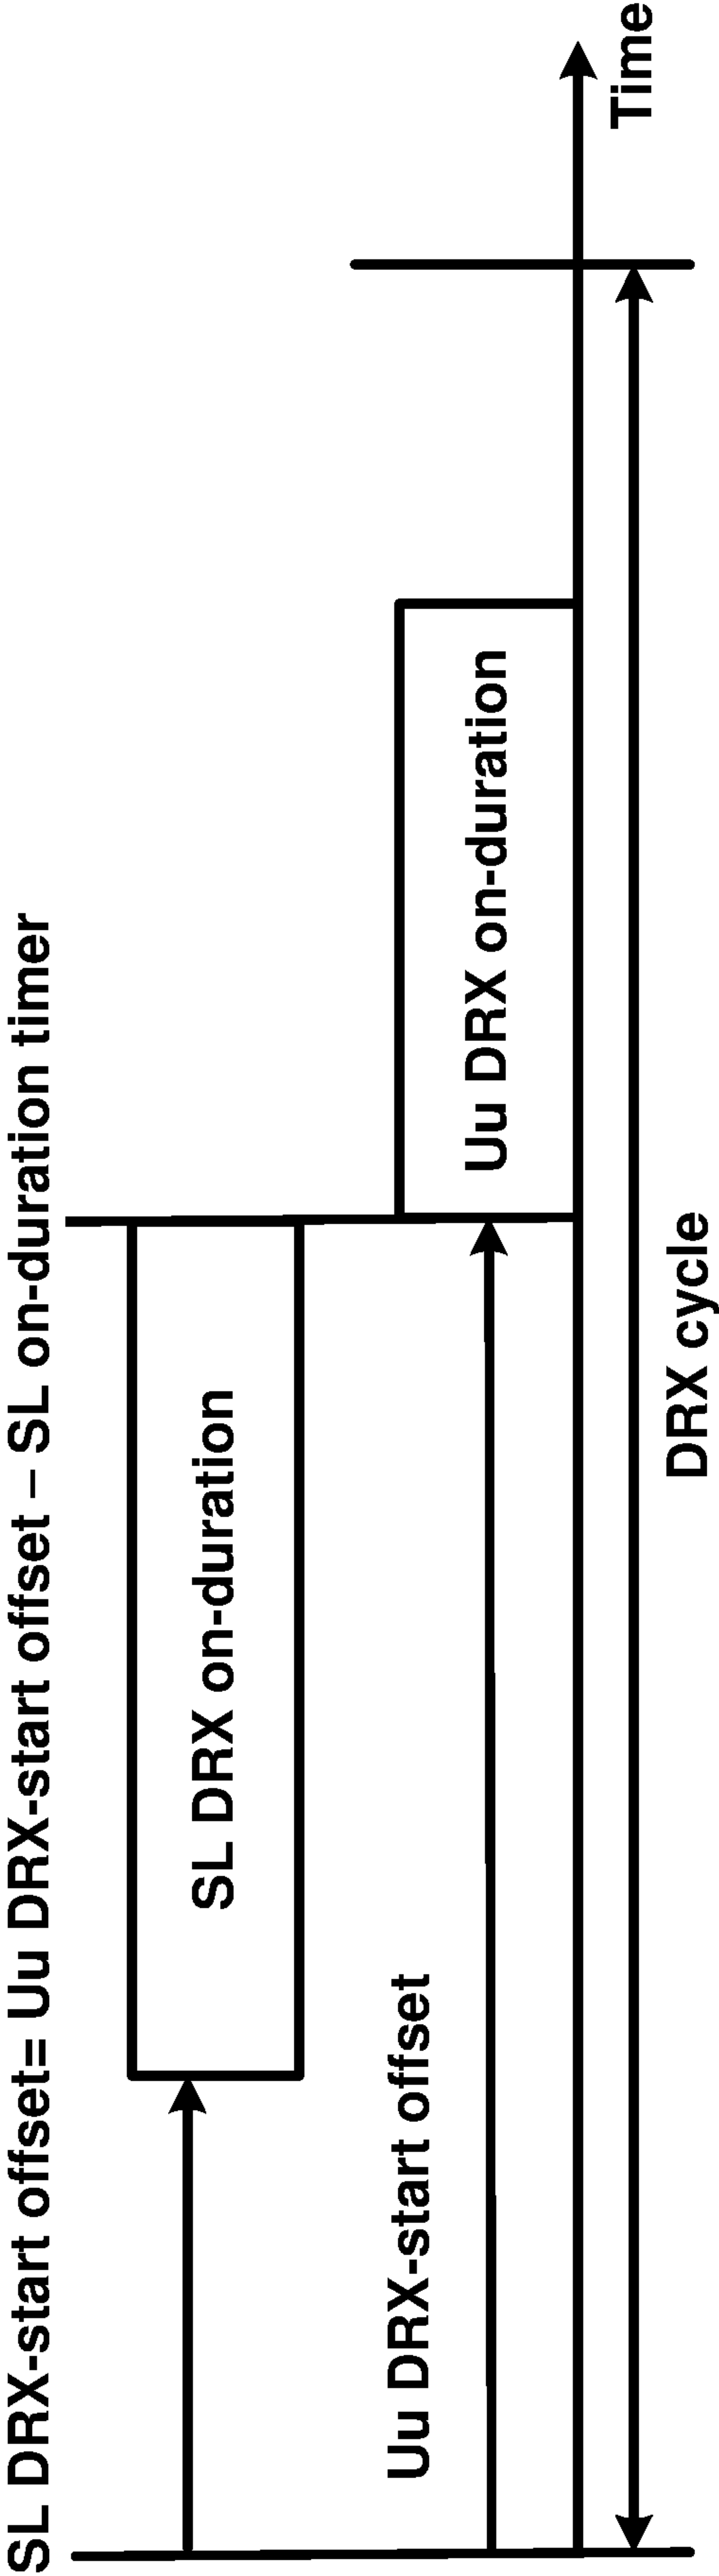 SL DRX-start offset= Uu DRX-start offset – SL on-duration timer
SL DRX on-duration
Uu DRX-start offset
Uu DRX on-duration
Time
DRX cycle